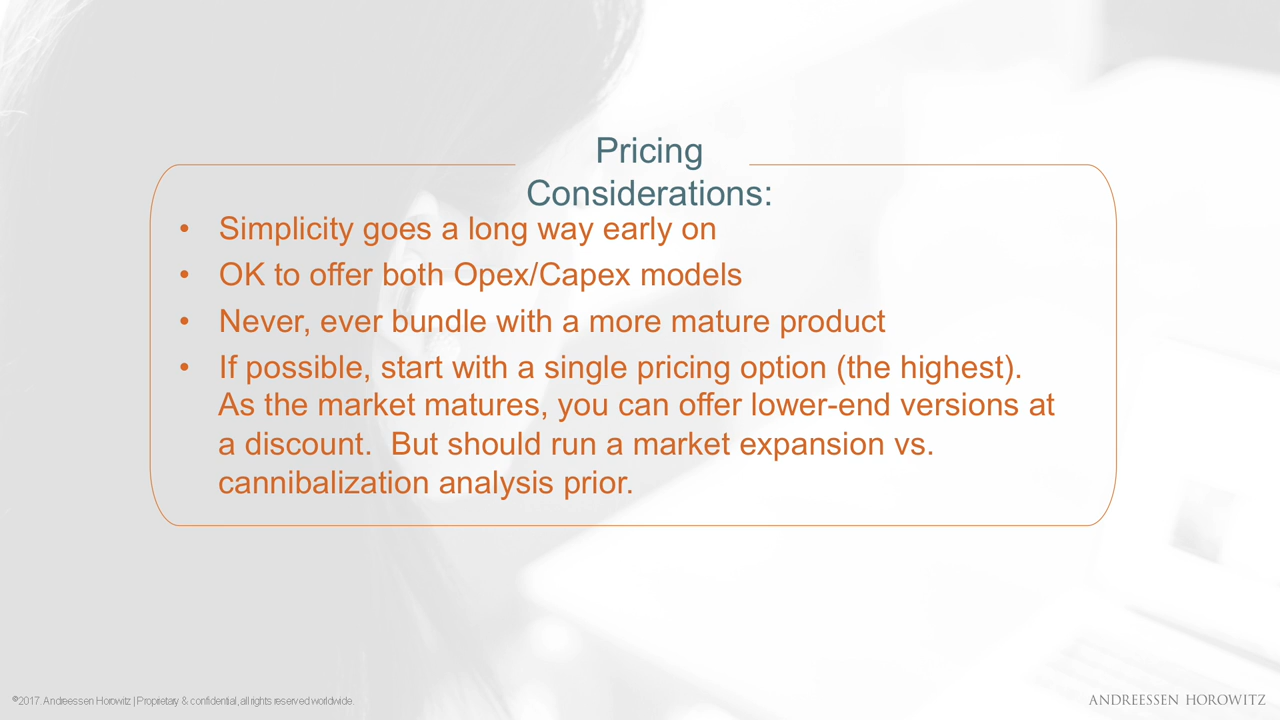 Pricing
Considerations:
• Simplicity goes a long way early on
• OK to offer both Opex/Capex models
• Never, ever bundle with a more mature product
• If possible, start with a single pricing option (the highest).
As the market matures, you can offer lower-end versions at
a discount.  But should run a market expansion vs.
cannibalization analysis prior.
©2017. Andreessen Horowitz | Proprietary & confidential, all rights reserved worldwide.
ANDREESSEN HOROWITZ